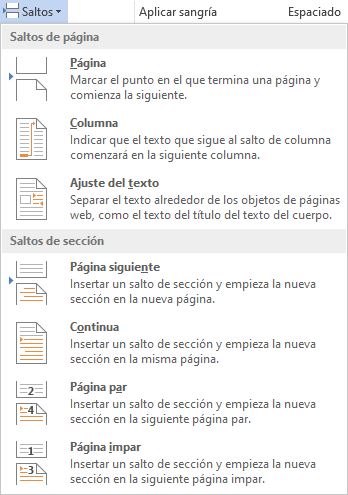 Saltos Aplicar sangría Espaciado
Saltos de página
Página
Marcar el punto en el que termina una página y
comienza la siguiente.
Columna
Indicar que el texto que sigue al salto de columna
comenzará en la siguiente columna.
Ajuste del texto
Separar el texto alrededor de los objetos de páginas
web, como el texto del título del texto del cuerpo.
Saltos de sección
Página siguiente
Insertar un salto de sección y empieza la nueva
sección en la nueva página.
Continua
Insertar un salto de sección y empieza la nueva
sección en la misma página.
2
4
Página par
Insertar un salto de sección y empieza la nueva
sección en la siguiente página par.
1
3
Página impar
Insertar un salto de sección y empieza la nueva
sección en la siguiente página impar.